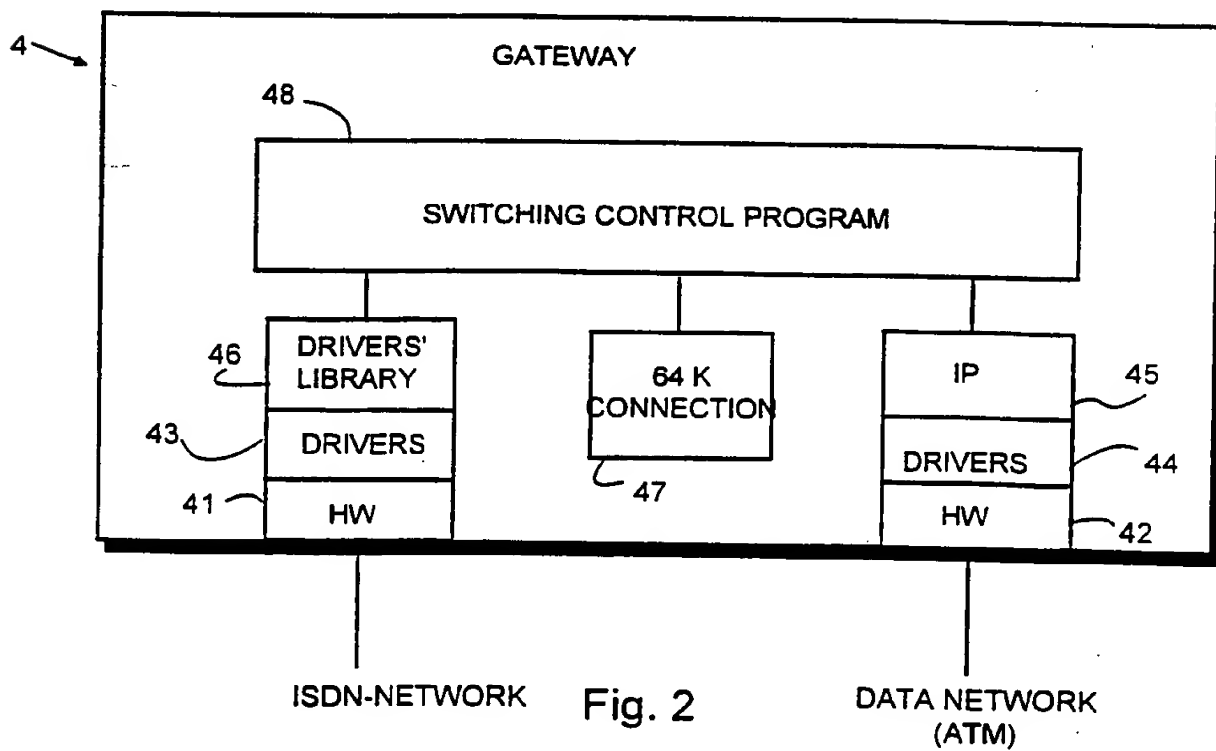 4
GATEWAY
48
SWITCHING CONTROL PROGRAM
46
DRIVERS'
LIBRARY
64 K
CONNECTION
IP
45
43
DRIVERS
DRIVERS
44
47
41
HW
HW
42
ISDN-NETWORK
Fig. 2
DATA NETWORK
(ATM)